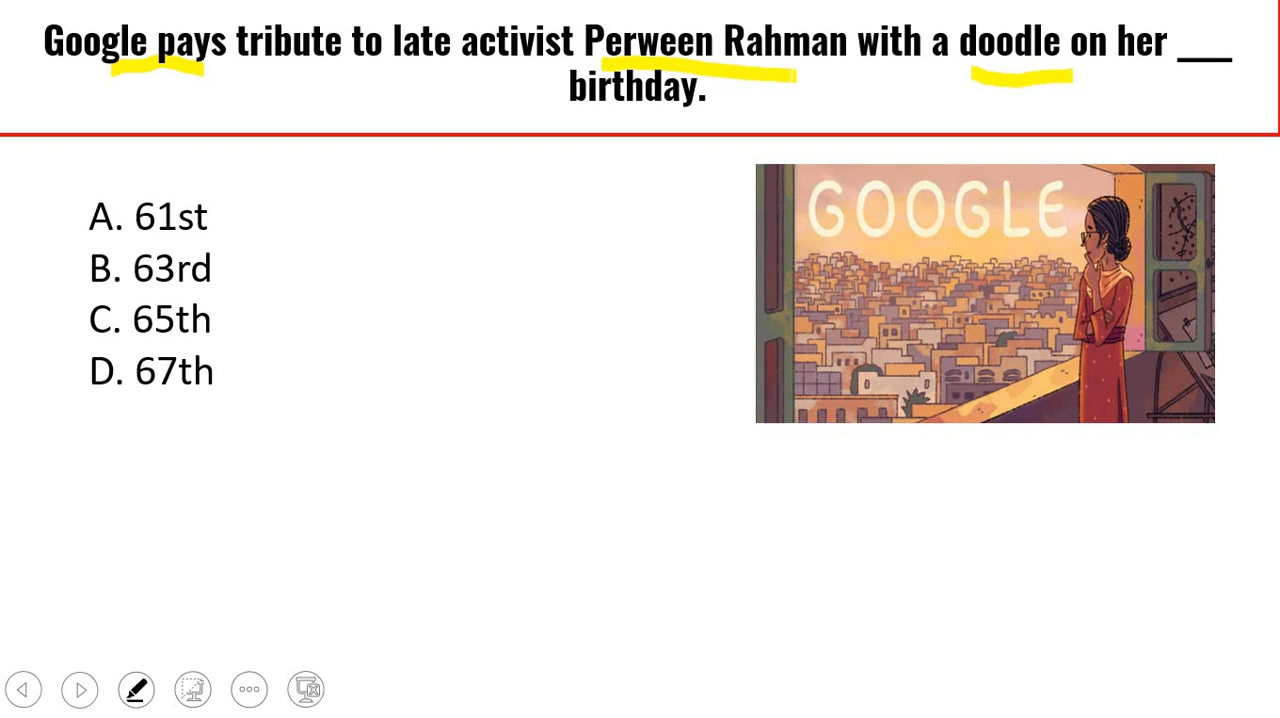 Google pays tribute to late activist Perween Rahman with a doodle on her ___
birthday.
A. 61st
B. 63rd
C. 65th
D. 67th
GOOGLE